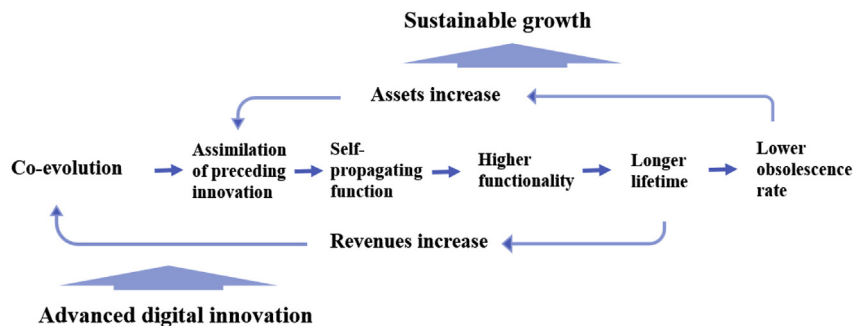 Sustainable growth
Assets increase
Co-evolution
Assimilation
of preceding
innovation
Self-
propagating
function
Higher
functionality
Longer
lifetime
Lower
obsolescence
rate
Revenues increase
Advanced digital innovation